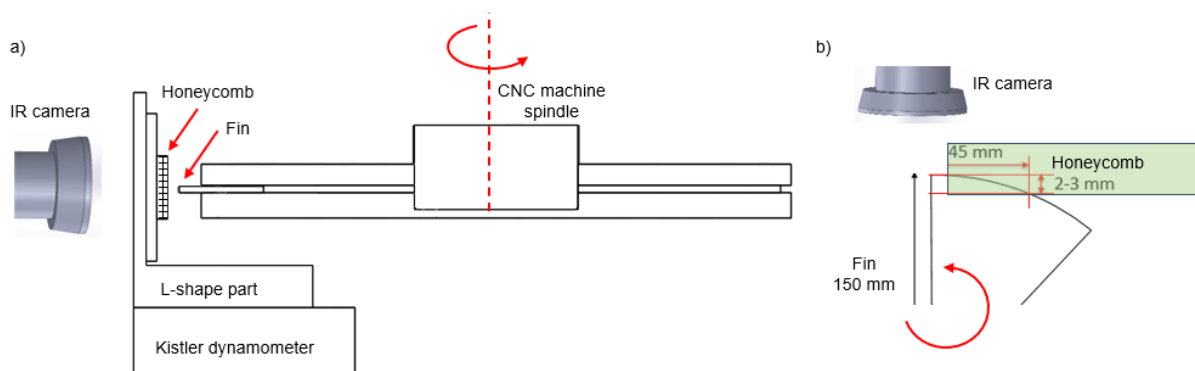 a)
IR camera
Honeycomb
Fin
CNC machine
spindle
L-shape part
Kistler dynamometer
b)
IR camera
45 mm
Honeycomb
2-3 mm
Fin
150 mm